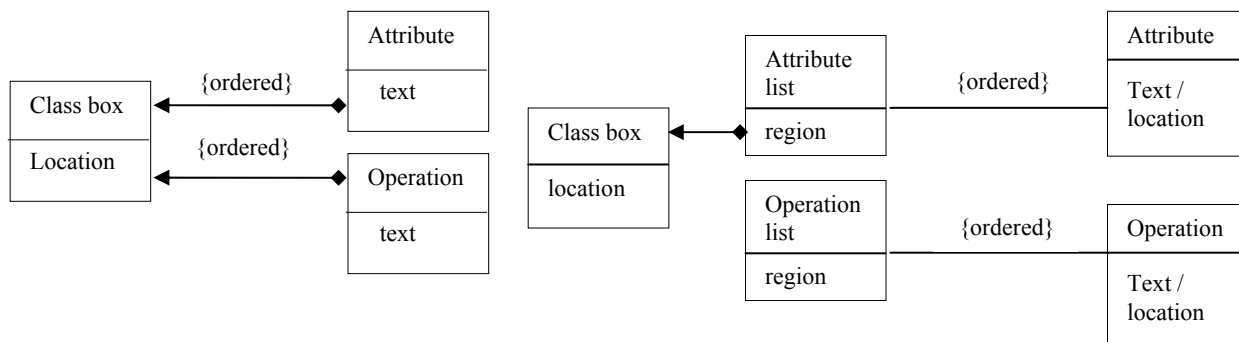 Attribute
text
{ordered}
Class box
Location
{ordered}
Operation
text
Attribute
list
region
{ordered}
Attribute
Text /
location
Class box
location
Operation
list
region
{ordered}
Operation
Text /
location